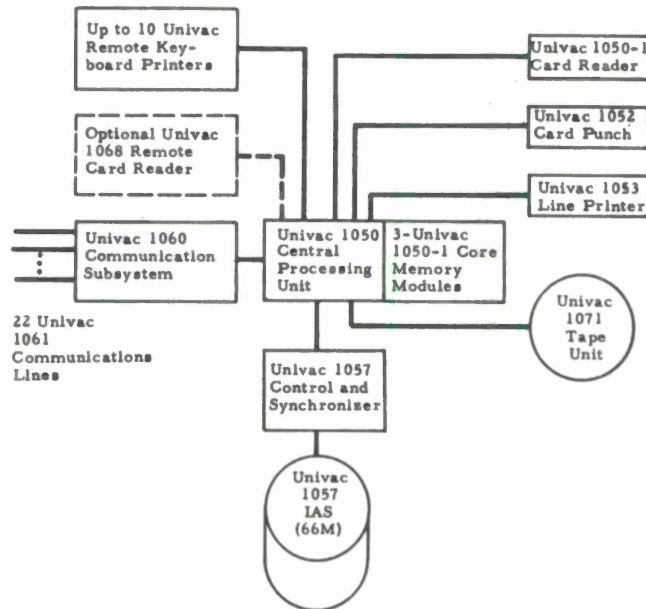 Up to 10 Univac
Remote Key-
board Printers
Optional Univac
1068 Remote
Card Reader
Univac 1060
Communication
Subsystem
22 Univac
1061
Communications
Lines
Univac 1050
Central
Processing
Unit
3-Univac
1050-1 Core
Memory
Modules
Univac 1050-1
Card Reader
Univac 1052
Card Punch
Univac 1053
Line Printer
Univac
1071
Tape
Unit
Univac 1057
Control and
Synchronizer
Univac
1057
IAS
(66M)